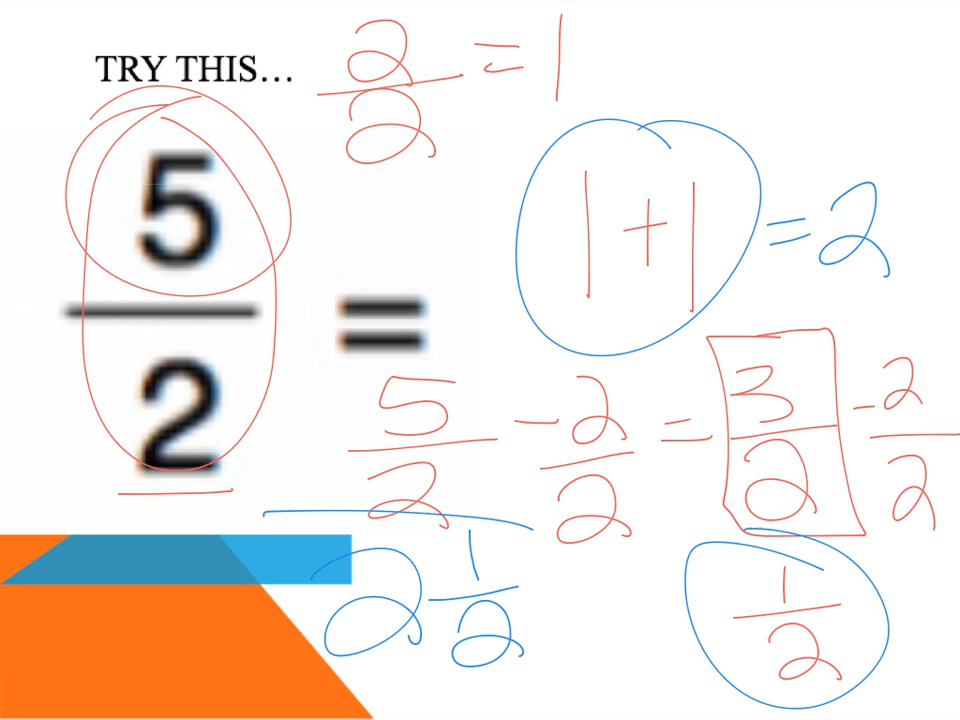 TRY THIS... 2/2 = 1
5/2 =
1 + 1 = 2
5/2 - 2/2 = 3/2 - 2/2
2 1/2
1/2